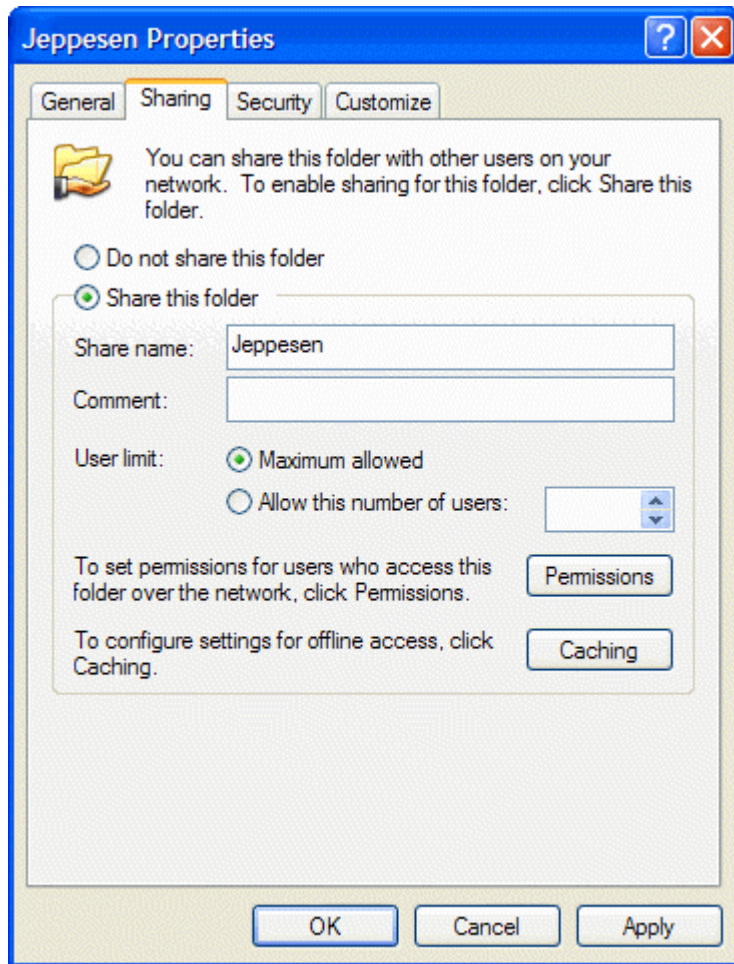 Jeppesen Properties
General Sharing Security Customize
You can share this folder with other users on your
network. To enable sharing for this folder, click Share this
folder.
Do not share this folder
Share this folder
Share name: Jeppesen
Comment:
User limit: Maximum allowed
Allow this number of users:
To set permissions for users who access this
folder over the network, click Permissions.
Permissions
To configure settings for offline access, click
Caching.
Caching
OK Cancel Apply